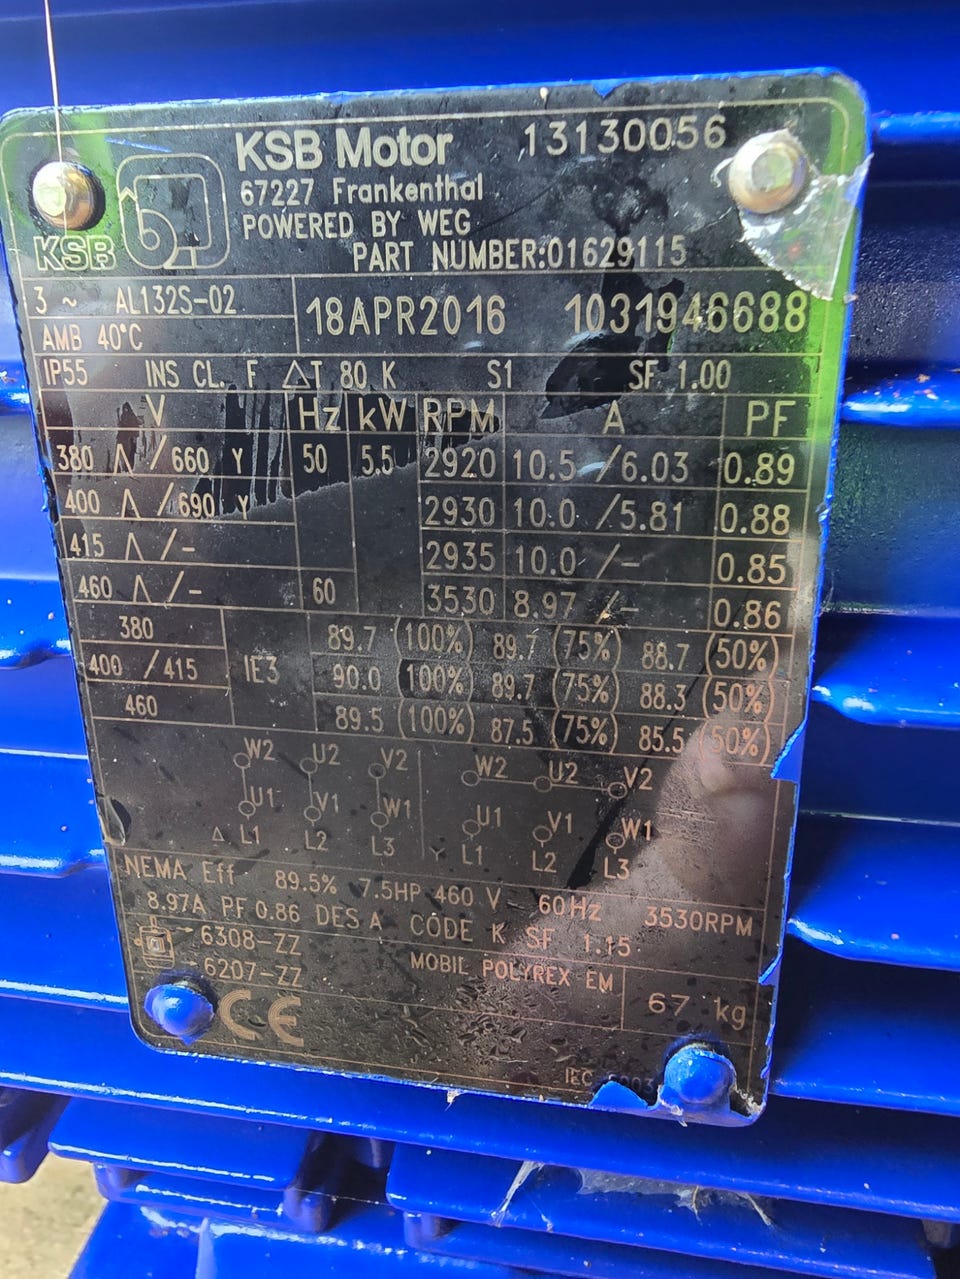 KSB Motor 13130056
67227 Frankenthal
POWERED BY WEG
KSB
PART NUMBER:01629115
3 ~ AL132S-02
18APR2016 1031946688
AMB 40°C
IP55 INS CL. F △T 80 K S1 SF 1.00
V Hz kW RPM A PF
380 △/660 Y 50 5.5 2920 10.5 /6.03 0.89
400 △/690 Y 2930 10.0 /5.81 0.88
415 △/- 2935 10.0 /- 0.85
460 △/- 60 3530 8.97 /- 0.86
380 89.7 (100%) 89.7 (75%) 88.7 (50%)
400 /415 IE3 90.0 (100%) 89.7 (75%) 88.3 (50%)
460 89.5 (100%) 87.5 (75%) 85.5 (50%)
W2 U2 V2 W2 U2 V2
U1 V1 W1 U1 V1 W1
△ L1 L2 L3 Y L1 L2 L3
NEMA Eff 89.5% 7.5HP 460 V 60Hz 3530RPM
8.97A PF 0.86 DES A CODE K SF 1.15
6308-ZZ
6207-ZZ
MOBIL POLYREX EM
67 kg
CE
IEC